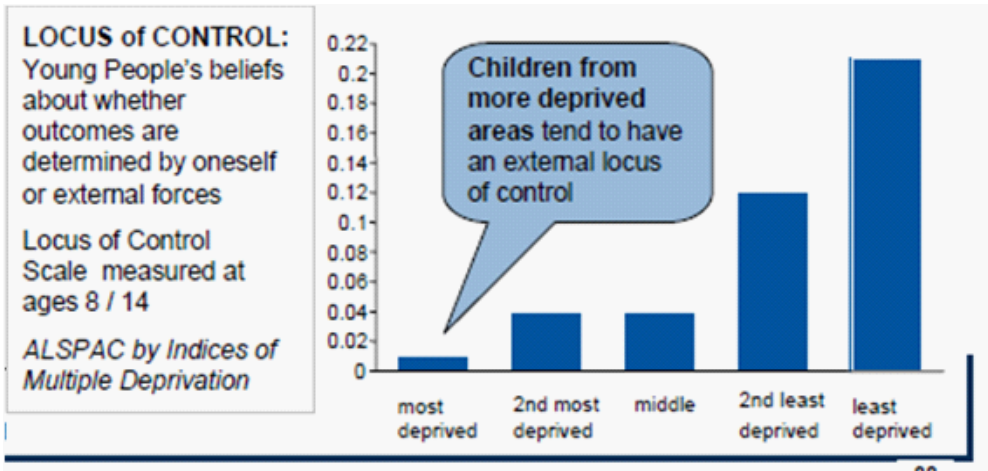 LOCUS of CONTROL:
Young People's beliefs
about whether
outcomes are
determined by oneself
or external forces
Locus of Control
Scale measured at
ages 8 / 14
ALSPAC by Indices of
Multiple Deprivation
0.22
0.2
0.18
0.16
0.14
0.12
0.1
0.08
0.06
0.04
0.02
0
Children from
more deprived
areas tend to have
an external locus
of control
most
deprived
2nd most
deprived
middle
2nd least
deprived
least
deprived